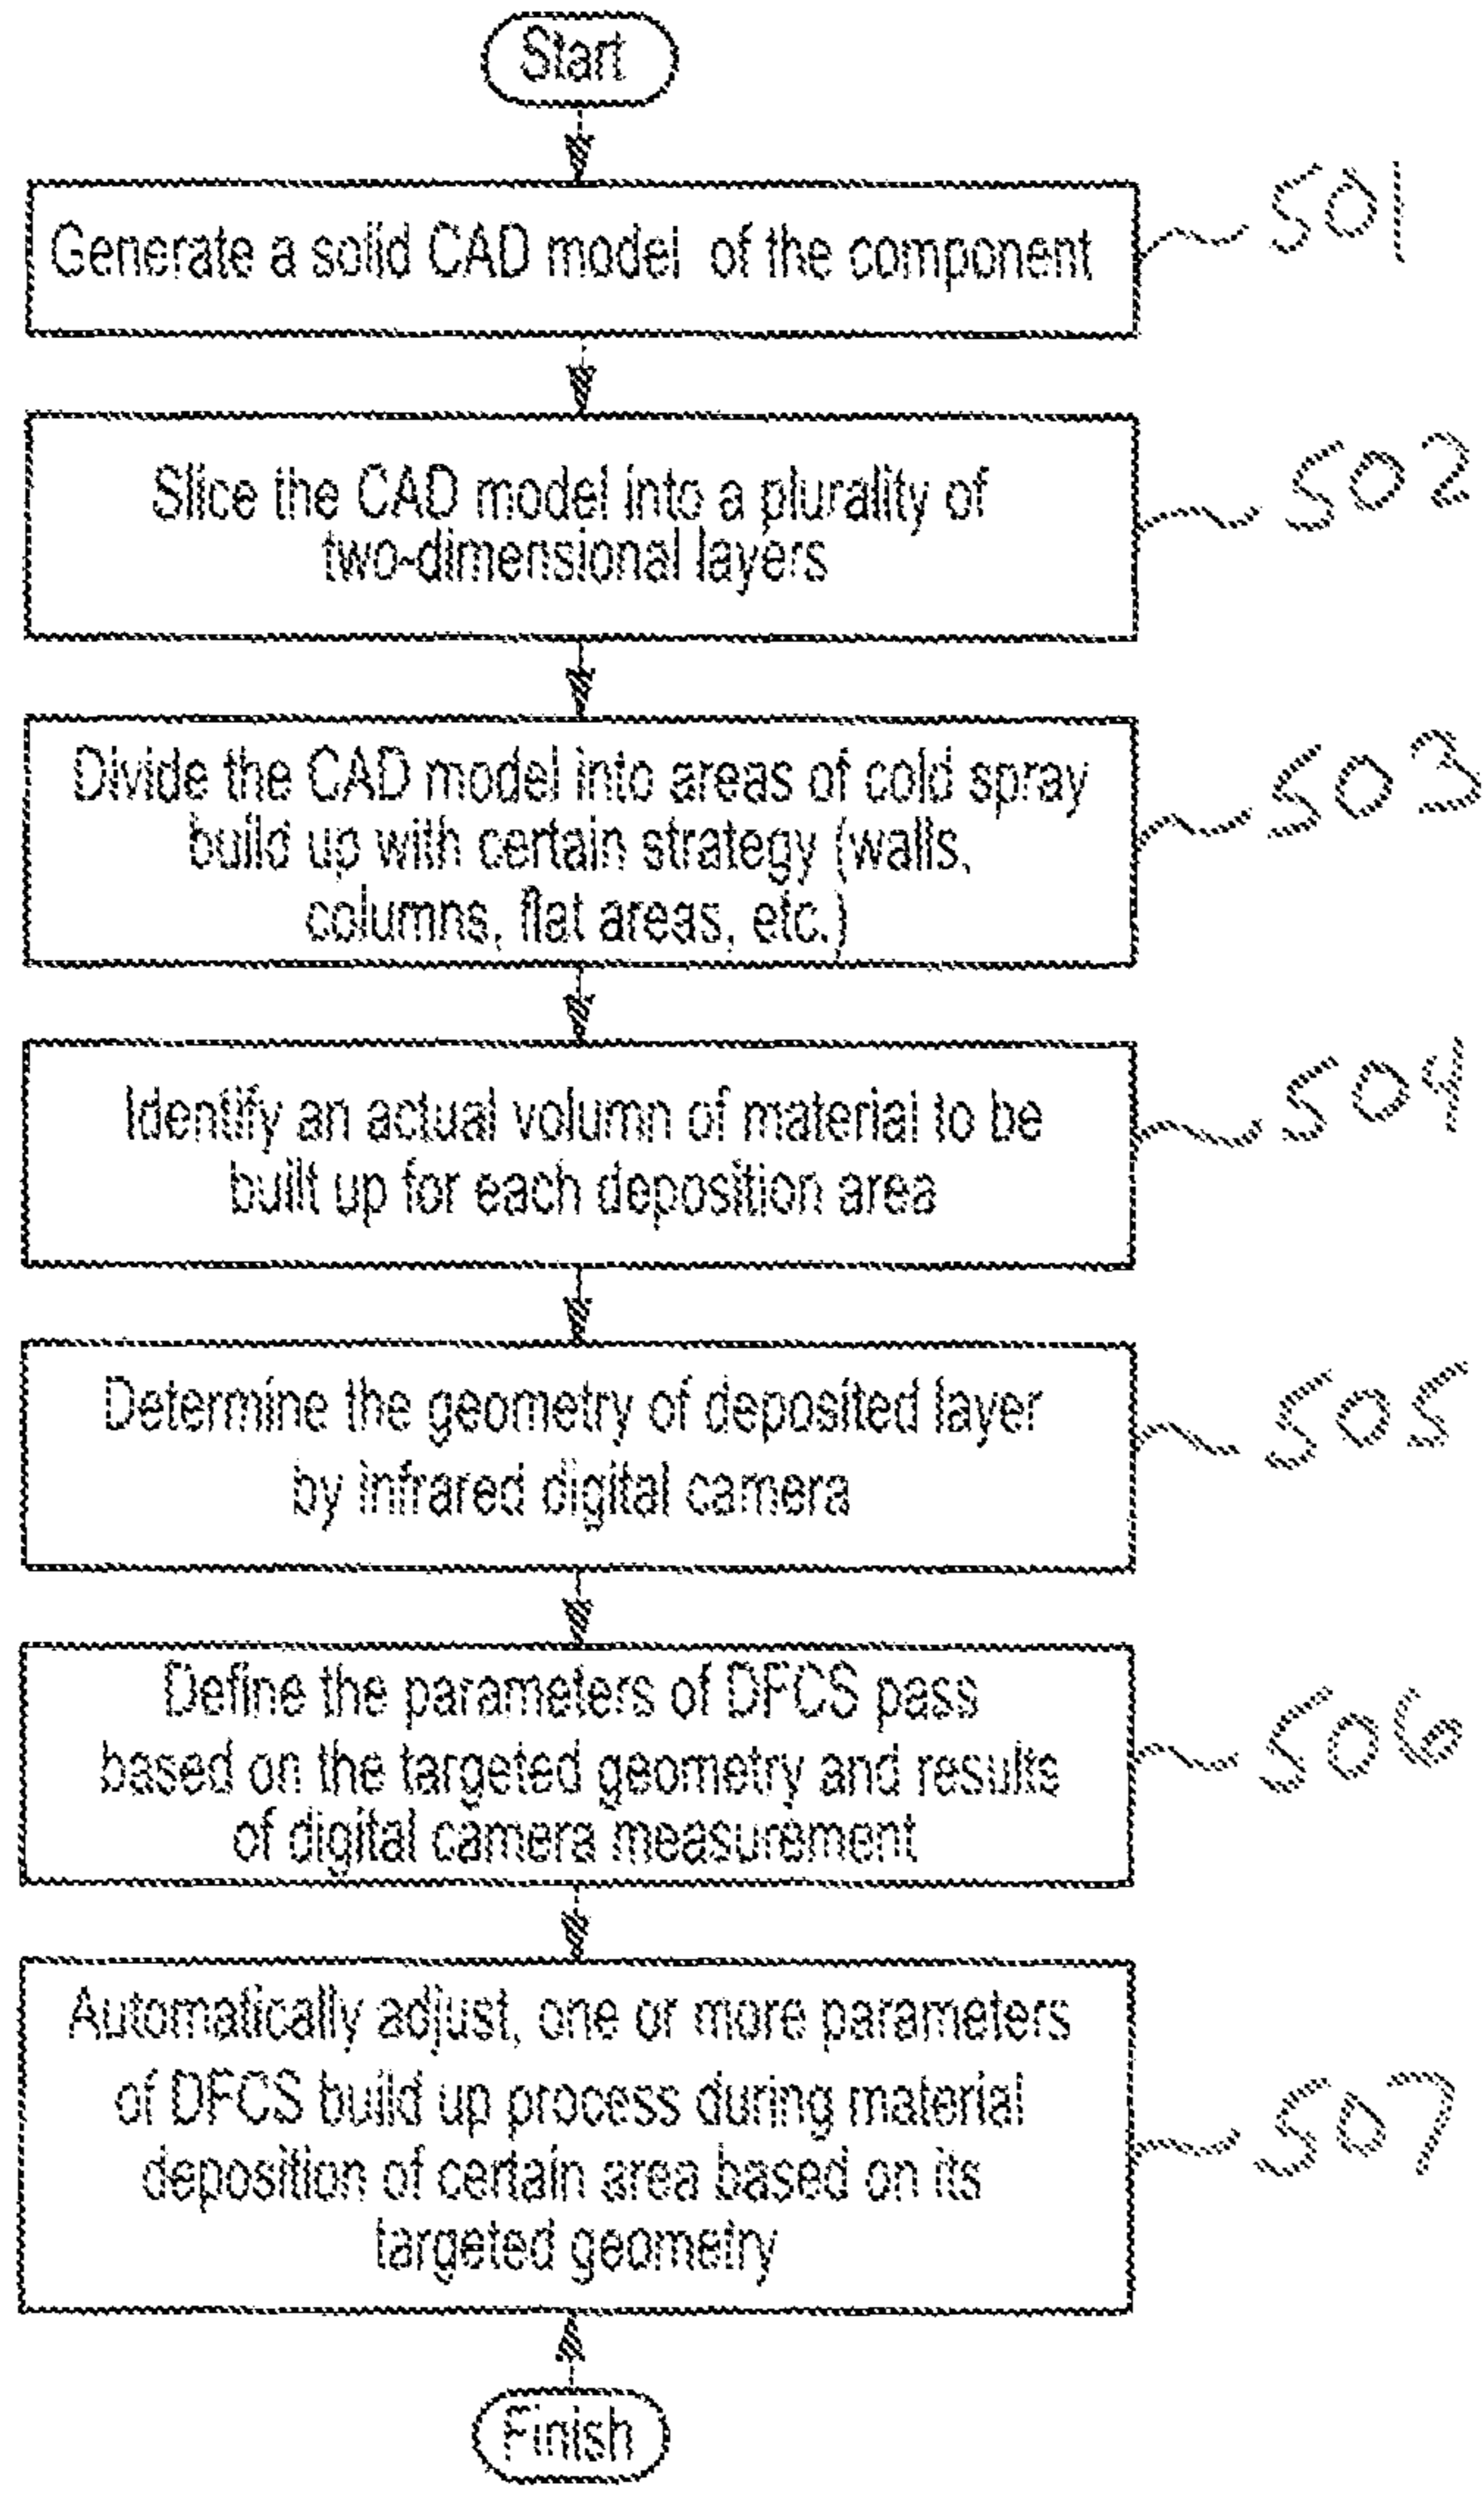 Start
Generate a solid CAD model of the component
501
Slice the CAD model into a plurality of
two-dimensional layers
502
Divide the CAD model into areas of cold spray
build up with certain strategy (walls,
columns, flat areas, etc.)
503
Identify an actual volumn of material to be
built up for each deposition area
504
Determine the geometry of deposited layer
by infrared digital camera
505
Define the parameters of DFCS pass
based on the targeted geometry and results
of digital camera measurement
506
Automatically adjust, one or more parameters
of DFCS build up process during material
deposition of certain area based on its
targeted geometry
507
Finish